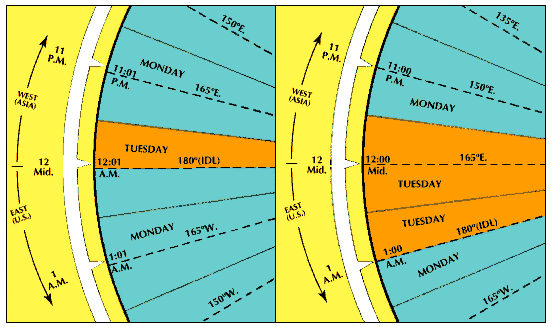 150°E.
11
P.M.
MONDAY
11:01
P.M.
165°E.
WEST
(ASIA)
TUESDAY
12
Mid.
12:01
A.M.
180°(IDL)
EAST
(U.S.)
MONDAY
165°W.
1:01
A.M.
1
A.M.
150°W.
135°E.
11
P.M.
11:00
P.M.
150°E.
MONDAY
WEST
(ASIA)
12
Mid.
12:00
Mid.
165°E.
TUESDAY
EAST
(U.S.)
TUESDAY
180°(IDL)
1:00
A.M.
MONDAY
1
A.M.
165°W.